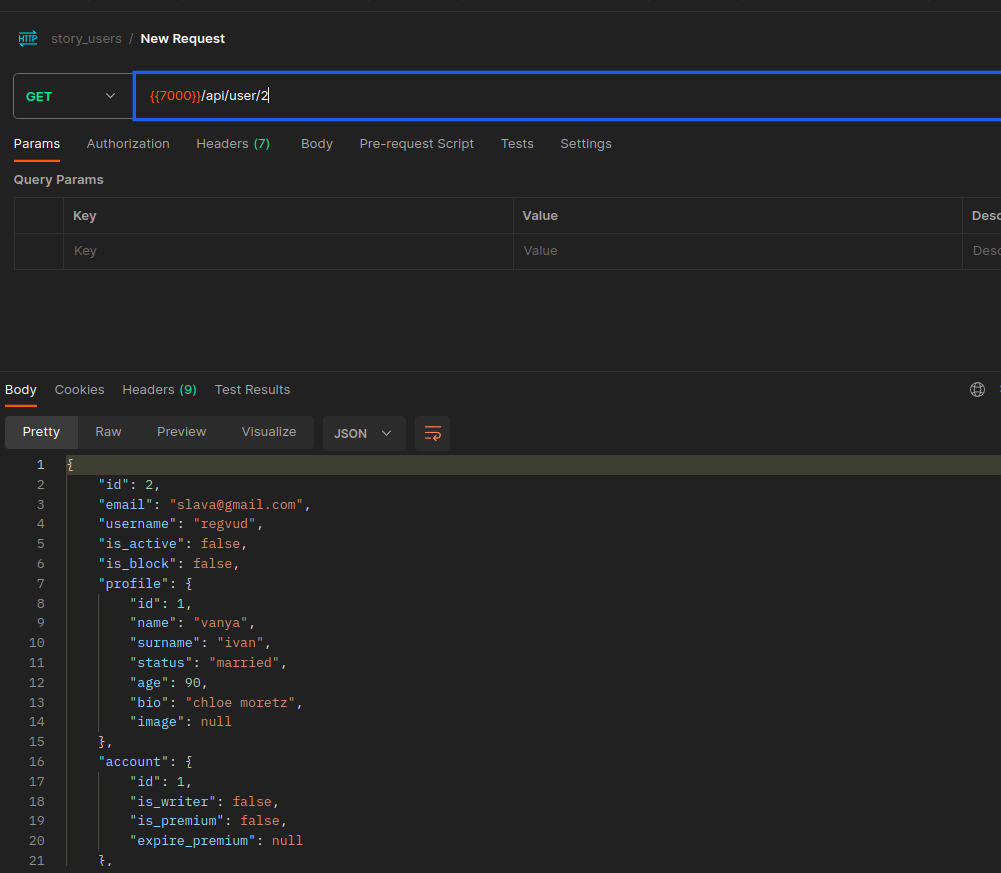 HTTP story_users / New Request
GET {{7000}}/api/user/2
Params Authorization Headers (7) Body Pre-request Script Tests Settings
Query Params
Key Value Desc
Key Value Desc
Body Cookies Headers (9) Test Results
Pretty Raw Preview Visualize JSON
1 {
2 "id": 2,
3 "email": "slava@gmail.com",
4 "username": "regvud",
5 "is_active": false,
6 "is_block": false,
7 "profile": {
8 "id": 1,
9 "name": "vanya",
10 "surname": "ivan",
11 "status": "married",
12 "age": 90,
13 "bio": "chloe moretz",
14 "image": null
15 },
16 "account": {
17 "id": 1,
18 "is_writer": false,
19 "is_premium": false,
20 "expire_premium": null
21 },